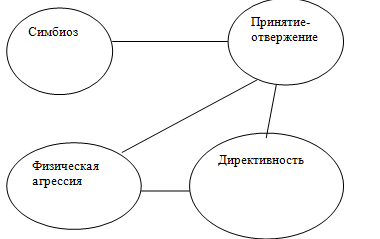 Симбиоз
Принятие-
отвержение
Физическая
агрессия
Директивность